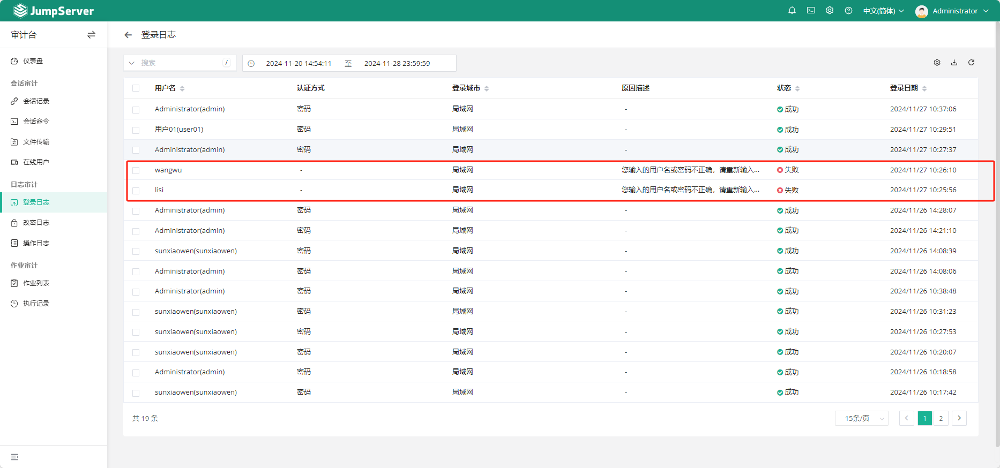 JumpServer
中文(简体)
Administrator
审计台
登录日志
仪表盘
会话审计
会话记录
会话命令
文件传输
在线用户
日志审计
登录日志
改密日志
操作日志
作业审计
作业列表
执行记录
搜索 /
2024-11-20 14:54:11 至 2024-11-28 23:59:59
用户名 认证方式 登录城市 原因描述 状态 登录日期
Administrator(admin) 密码 局域网 - 成功 2024/11/27 10:37:06
用户01(user01) 密码 局域网 - 成功 2024/11/27 10:29:51
Administrator(admin) 密码 局域网 - 成功 2024/11/27 10:27:37
wangwu - 局域网 您输入的用户名或密码不正确，请重新输入... 失败 2024/11/27 10:26:10
lisi - 局域网 您输入的用户名或密码不正确，请重新输入... 失败 2024/11/27 10:25:56
Administrator(admin) 密码 局域网 - 成功 2024/11/26 14:28:07
Administrator(admin) 密码 局域网 - 成功 2024/11/26 14:21:10
sunxiaowen(sunxiaowen) 密码 局域网 - 成功 2024/11/26 14:08:39
Administrator(admin) 密码 局域网 - 成功 2024/11/26 14:08:06
Administrator(admin) 密码 局域网 - 成功 2024/11/26 10:38:48
sunxiaowen(sunxiaowen) 密码 局域网 - 成功 2024/11/26 10:31:23
sunxiaowen(sunxiaowen) 密码 局域网 - 成功 2024/11/26 10:27:53
sunxiaowen(sunxiaowen) 密码 局域网 - 成功 2024/11/26 10:20:07
Administrator(admin) 密码 局域网 - 成功 2024/11/26 10:18:58
sunxiaowen(sunxiaowen) 密码 局域网 - 成功 2024/11/26 10:17:42
共 19 条
15条/页
1 2